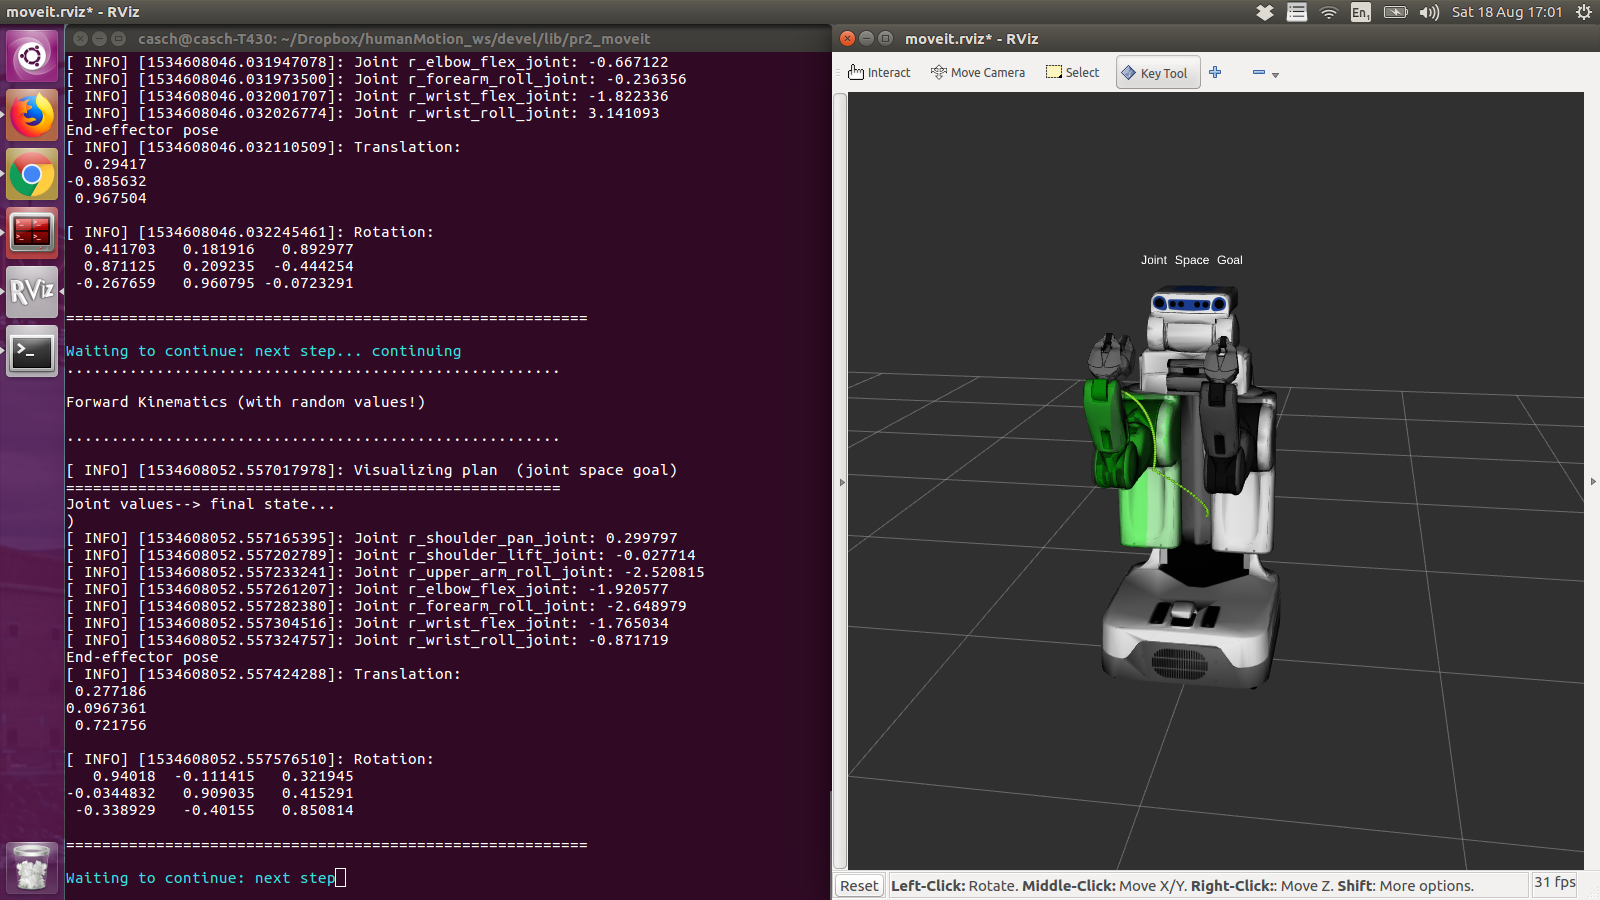 moveit.rviz* - RViz
En1
Sat 18 Aug 17:01
casch@casch-T430: ~/Dropbox/humanMotion_ws/devel/lib/pr2_moveit
[ INFO] [1534608046.031947078]: Joint r_elbow_flex_joint: -0.667122
[ INFO] [1534608046.031973500]: Joint r_forearm_roll_joint: -0.236356
[ INFO] [1534608046.032001707]: Joint r_wrist_flex_joint: -1.822336
[ INFO] [1534608046.032026774]: Joint r_wrist_roll_joint: 3.141093
End-effector pose
[ INFO] [1534608046.032110509]: Translation:
0.29417
-0.885632
0.967504
[ INFO] [1534608046.032245461]: Rotation:
0.411703 0.181916 0.892977
0.871125 0.209235 -0.444254
-0.267659 0.960795 -0.0723291
==========================================================
Waiting to continue: next step... continuing
.......................................................
Forward Kinematics (with random values!)
.......................................................
[ INFO] [1534608052.557017978]: Visualizing plan  (joint space goal)
=======================================================
Joint values--> final state...
)
[ INFO] [1534608052.557165395]: Joint r_shoulder_pan_joint: 0.299797
[ INFO] [1534608052.557202789]: Joint r_shoulder_lift_joint: -0.027714
[ INFO] [1534608052.557233241]: Joint r_upper_arm_roll_joint: -2.520815
[ INFO] [1534608052.557261207]: Joint r_elbow_flex_joint: -1.920577
[ INFO] [1534608052.557282380]: Joint r_forearm_roll_joint: -2.648979
[ INFO] [1534608052.557304516]: Joint r_wrist_flex_joint: -1.765034
[ INFO] [1534608052.557324757]: Joint r_wrist_roll_joint: -0.871719
End-effector pose
[ INFO] [1534608052.557424288]: Translation:
0.277186
0.0967361
0.721756
[ INFO] [1534608052.557576510]: Rotation:
0.94018 -0.111415 0.321945
-0.0344832 0.909035 0.415291
-0.338929 -0.40155 0.850814
==========================================================
Waiting to continue: next step
RViz
moveit.rviz* - RViz
Interact
Move Camera
Select
Key Tool
Joint Space Goal
Reset
Left-Click: Rotate. Middle-Click: Move X/Y. Right-Click:: Move Z. Shift: More options.
31 fps